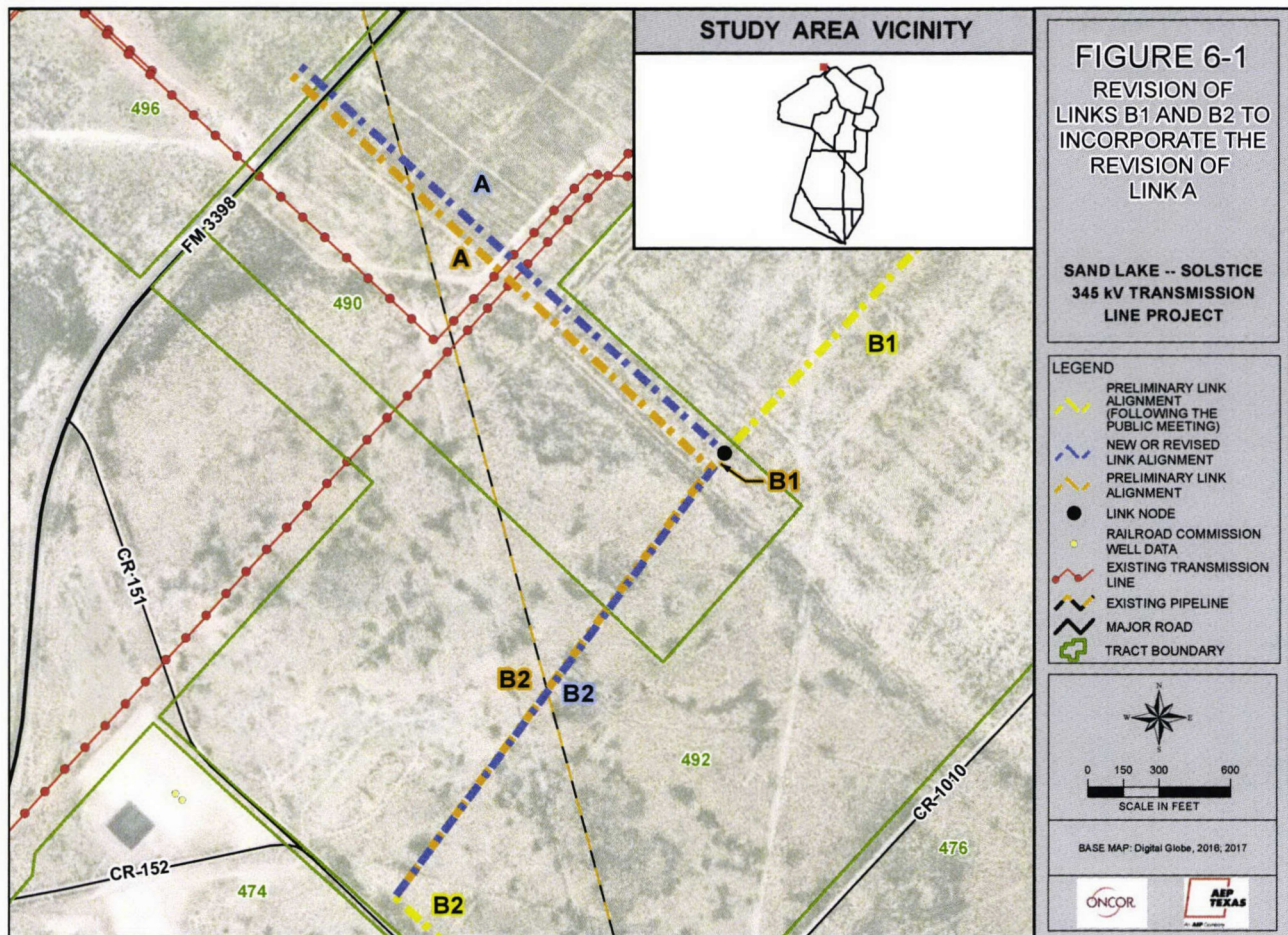 STUDY AREA VICINITY
FIGURE 6-1
REVISION OF
LINKS B1 AND B2 TO
INCORPORATE THE
REVISION OF
LINK A
SAND LAKE -- SOLSTICE
345 kV TRANSMISSION
LINE PROJECT
LEGEND
PRELIMINARY LINK
ALIGNMENT
(FOLLOWING THE
PUBLIC MEETING)
NEW OR REVISED
LINK ALIGNMENT
PRELIMINARY LINK
ALIGNMENT
LINK NODE
RAILROAD COMMISSION
WELL DATA
EXISTING TRANSMISSION
LINE
EXISTING PIPELINE
MAJOR ROAD
TRACT BOUNDARY
N
W E
S
0 150 300 600
SCALE IN FEET
BASE MAP: Digital Globe, 2016; 2017
ONCOR
AEP
TEXAS
An AEP Company
496
A
FM-3398
A
490
B1
B1
CR-151
B2
B2
492
CR-1010
476
CR-152
474
B2